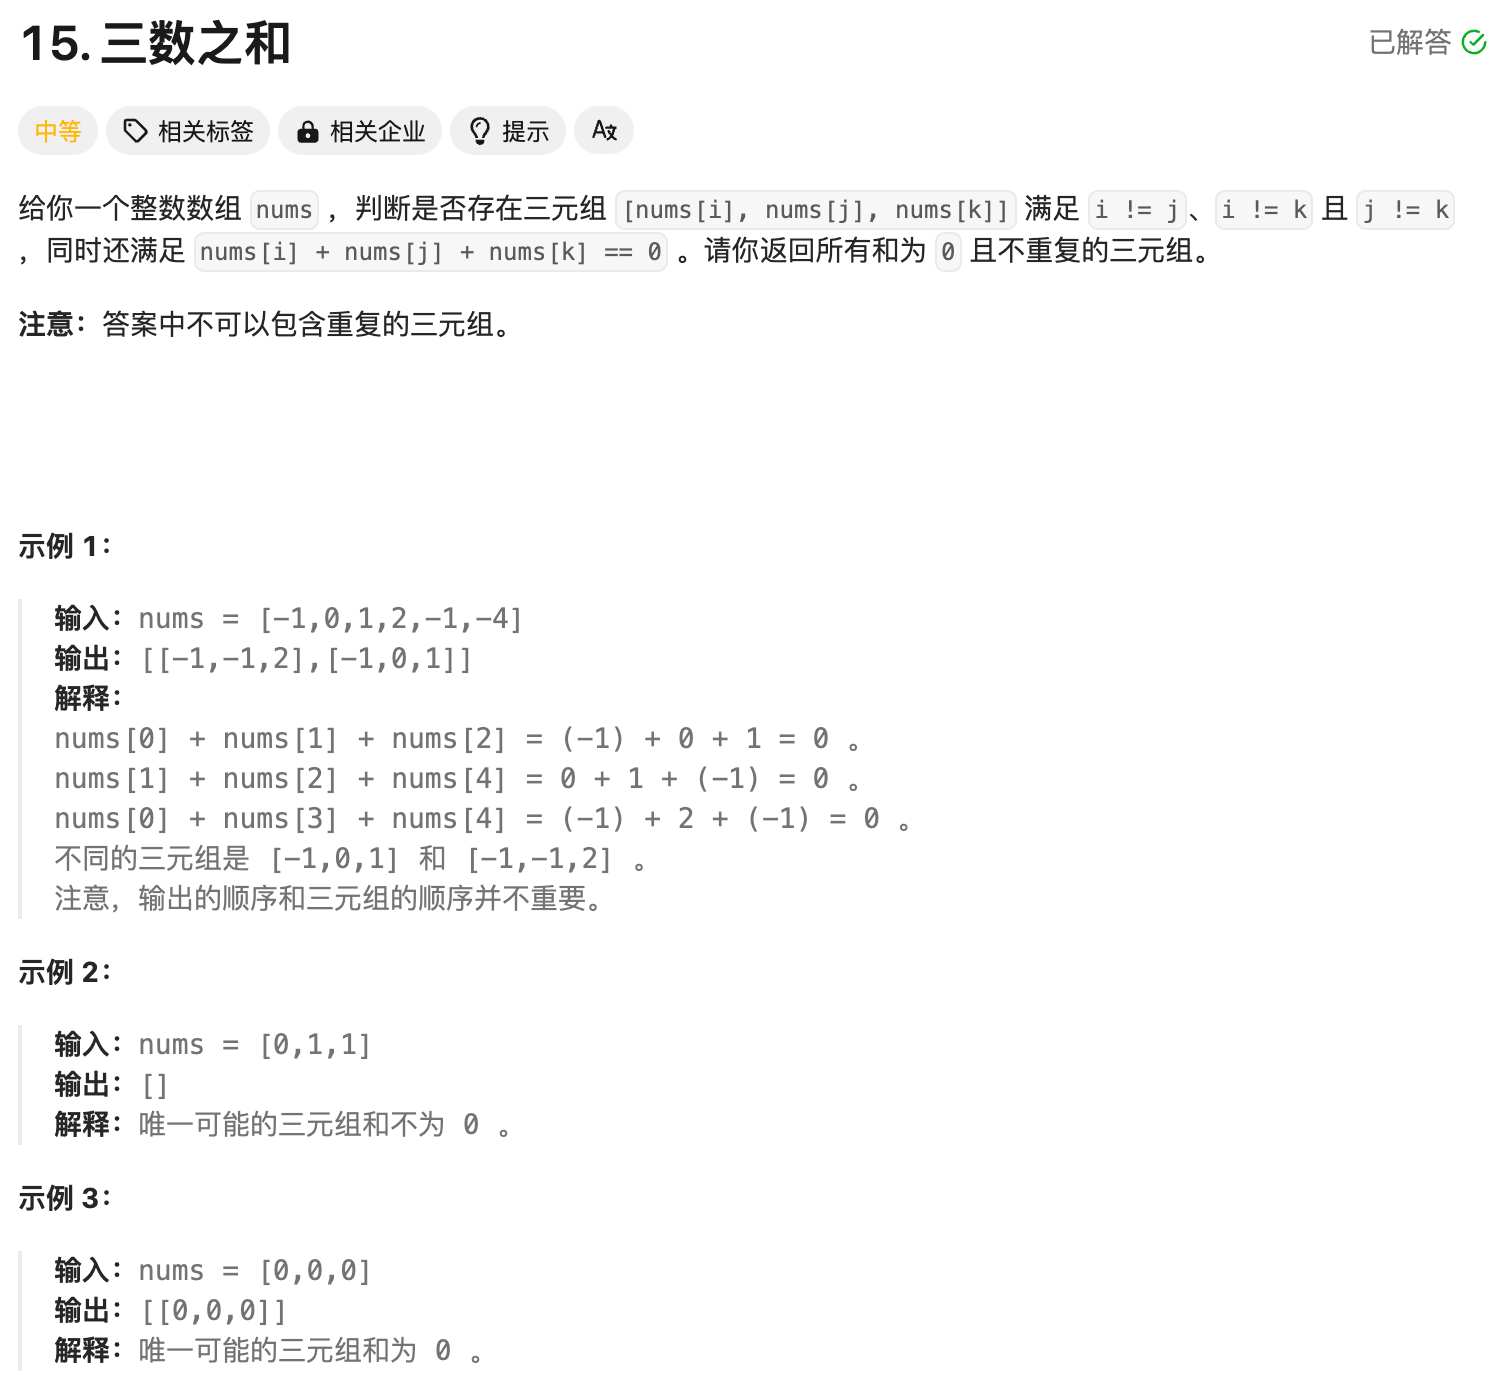 15. 三数之和
已解答
中等 相关标签 相关企业 提示 A文
给你一个整数数组 nums ，判断是否存在三元组 [nums[i], nums[j], nums[k]] 满足 i != j、i != k 且 j != k
，同时还满足 nums[i] + nums[j] + nums[k] == 0 。请你返回所有和为 0 且不重复的三元组。
注意：答案中不可以包含重复的三元组。
示例 1：
输入：nums = [-1,0,1,2,-1,-4]
输出：[[-1,-1,2],[-1,0,1]]
解释：
nums[0] + nums[1] + nums[2] = (-1) + 0 + 1 = 0 。
nums[1] + nums[2] + nums[4] = 0 + 1 + (-1) = 0 。
nums[0] + nums[3] + nums[4] = (-1) + 2 + (-1) = 0 。
不同的三元组是 [-1,0,1] 和 [-1,-1,2] 。
注意，输出的顺序和三元组的顺序并不重要。
示例 2：
输入：nums = [0,1,1]
输出：[]
解释：唯一可能的三元组和不为 0 。
示例 3：
输入：nums = [0,0,0]
输出：[[0,0,0]]
解释：唯一可能的三元组和为 0 。